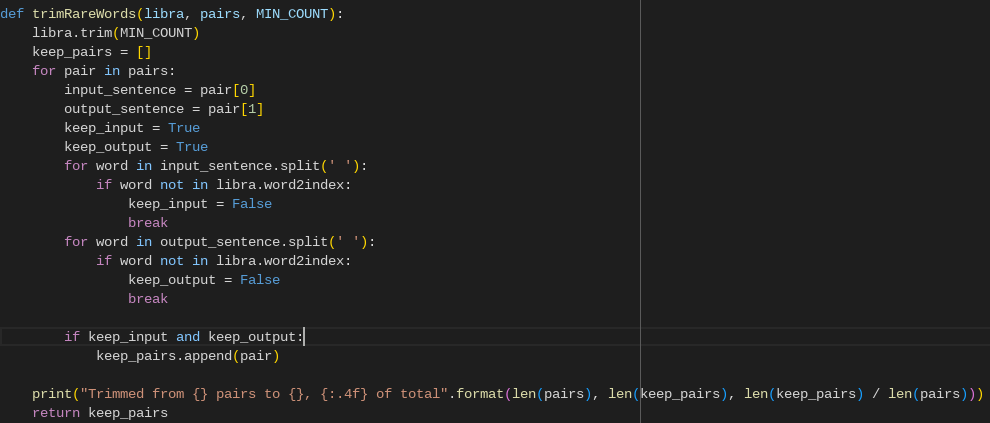 def trimRareWords(libra, pairs, MIN_COUNT):
    libra.trim(MIN_COUNT)
    keep_pairs = []
    for pair in pairs:
        input_sentence = pair[0]
        output_sentence = pair[1]
        keep_input = True
        keep_output = True
        for word in input_sentence.split(' '):
            if word not in libra.word2index:
                keep_input = False
                break
        for word in output_sentence.split(' '):
            if word not in libra.word2index:
                keep_output = False
                break

        if keep_input and keep_output:
            keep_pairs.append(pair)

    print("Trimmed from {} pairs to {}, {:.4f} of total".format(len(pairs), len(keep_pairs), len(keep_pairs) / len(pairs)))
    return keep_pairs